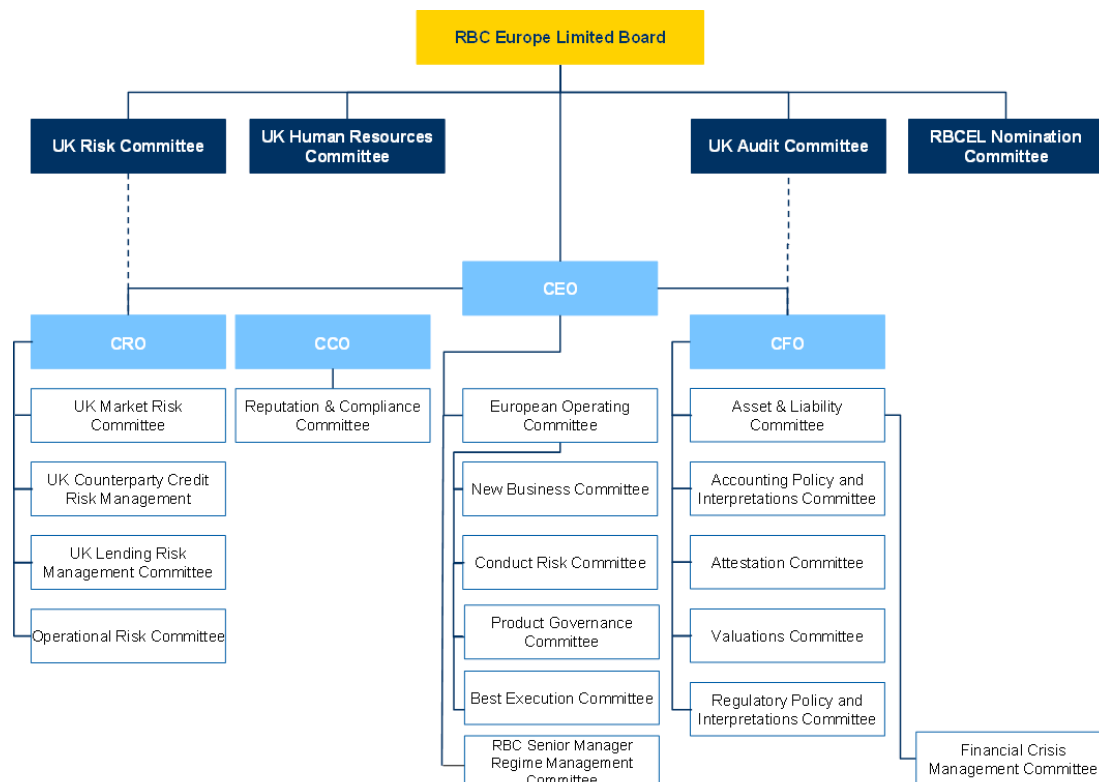 RBC Europe Limited Board
UK Risk Committee
UK Human Resources
Committee
UK Audit Committee
RBCEL Nomination
Committee
CEO
CRO
CCO
CFO
UK Market Risk
Committee
UK Counterparty Credit
Risk Management
UK Lending Risk
Management Committee
Operational Risk Committee
Reputation & Compliance
Committee
European Operating
Committee
New Business Committee
Conduct Risk Committee
Product Governance
Committee
Best Execution Committee
RBC Senior Manager
Regime Management
Committee
Asset & Liability
Committee
Accounting Policy and
Interpretations Committee
Attestation Committee
Valuations Committee
Regulatory Policy and
Interpretations Committee
Financial Crisis
Management Committee